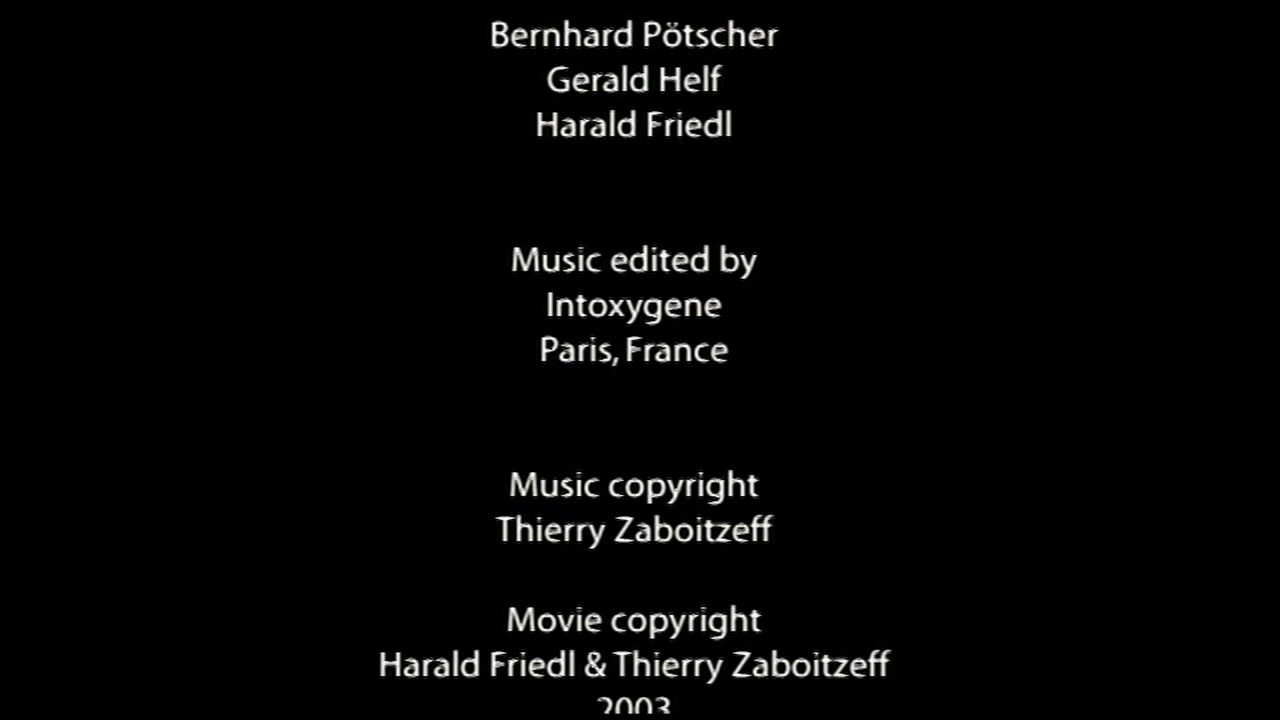 Bernhard Pötscher
Gerald Helf
Harald Friedl
Music edited by
Intoxygene
Paris, France
Music copyright
Thierry Zaboitzeff
Movie copyright
Harald Friedl & Thierry Zaboitzeff
2003